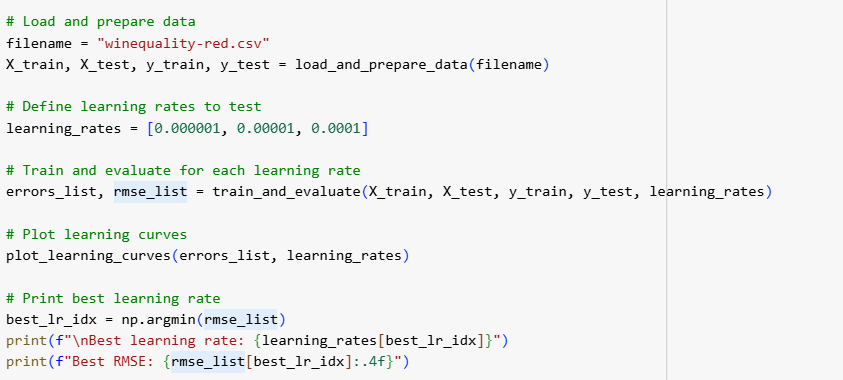 # Load and prepare data
filename = "winequality-red.csv"
X_train, X_test, y_train, y_test = load_and_prepare_data(filename)
# Define learning rates to test
learning_rates = [0.000001, 0.00001, 0.0001]
# Train and evaluate for each learning rate
errors_list, rmse_list = train_and_evaluate(X_train, X_test, y_train, y_test, learning_rates)
# Plot learning curves
plot_learning_curves(errors_list, learning_rates)
# Print best learning rate
best_lr_idx = np.argmin(rmse_list)
print(f"\nBest learning rate: {learning_rates[best_lr_idx]}")
print(f"Best RMSE: {rmse_list[best_lr_idx]:.4f}")